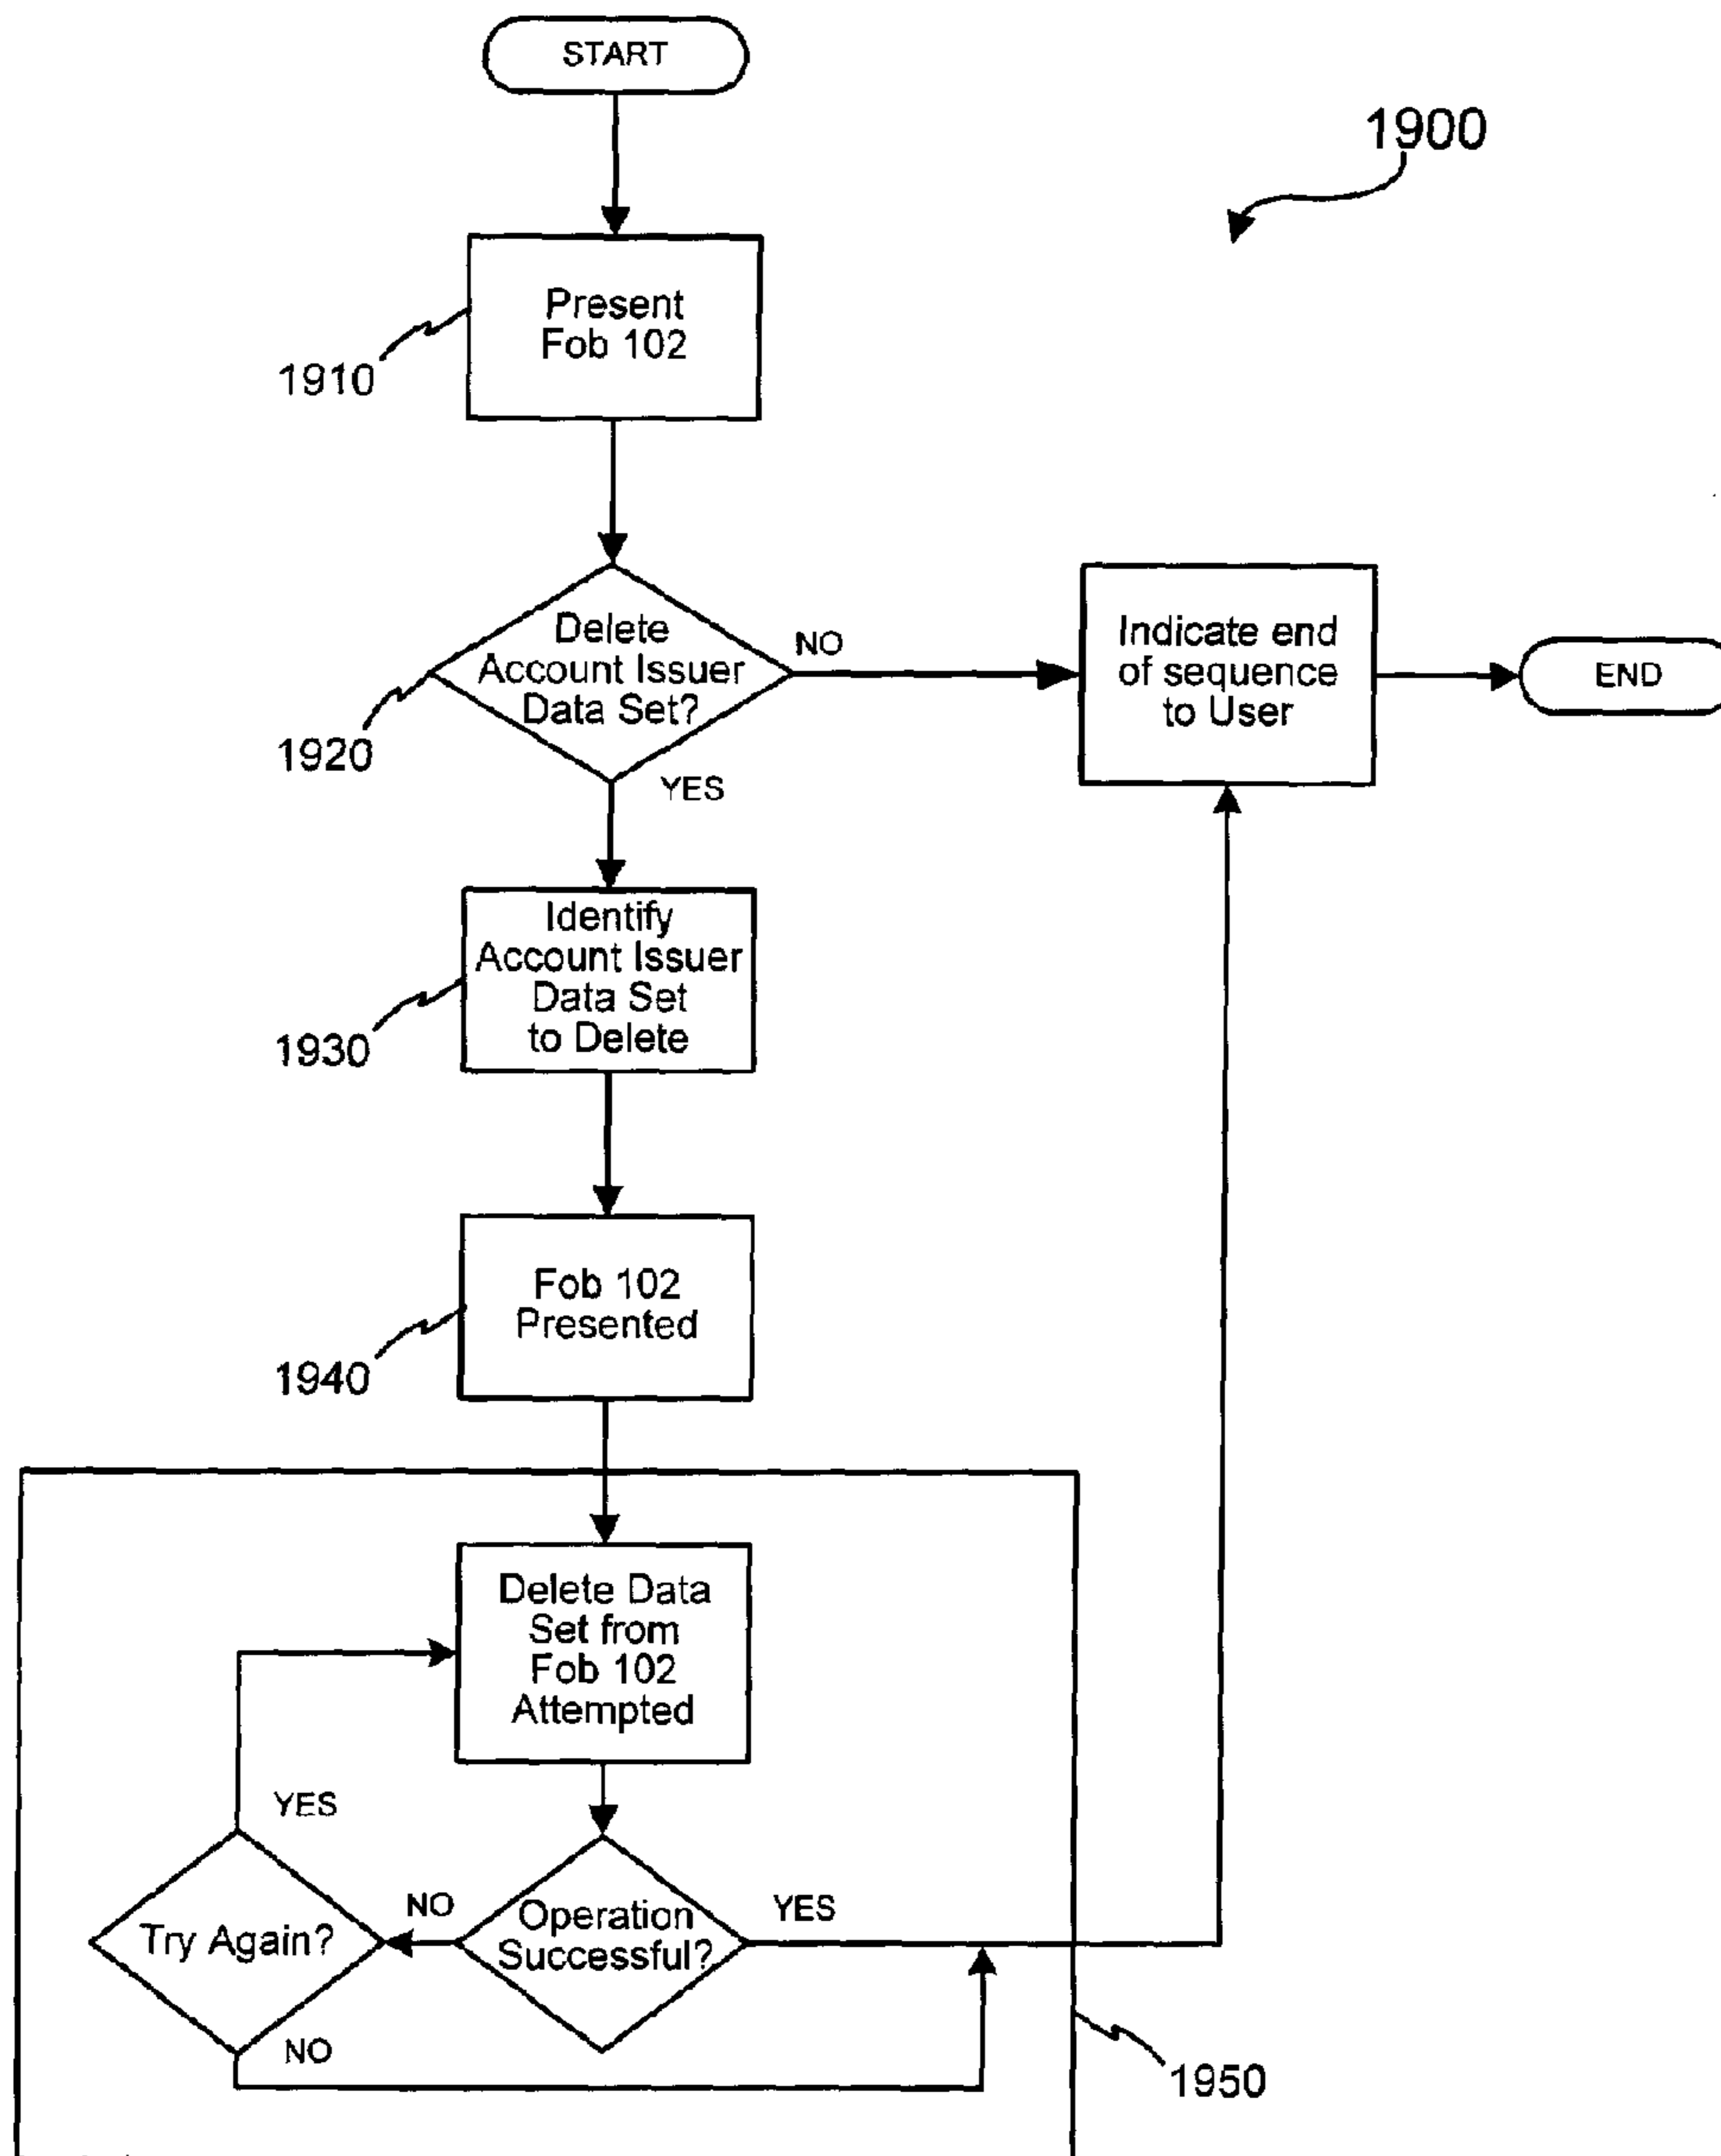 START
1900
Present
Fob 102
1910
Delete
Account Issuer
Data Set?
NO
1920
YES
Indicate end
of sequence
to User
END
Identify
Account Issuer
Data Set
to Delete
1930
Fob 102
Presented
1940
Delete Data
Set from
Fob 102
Attempted
YES
Try Again?
NO
Operation
Successful?
YES
NO
1950